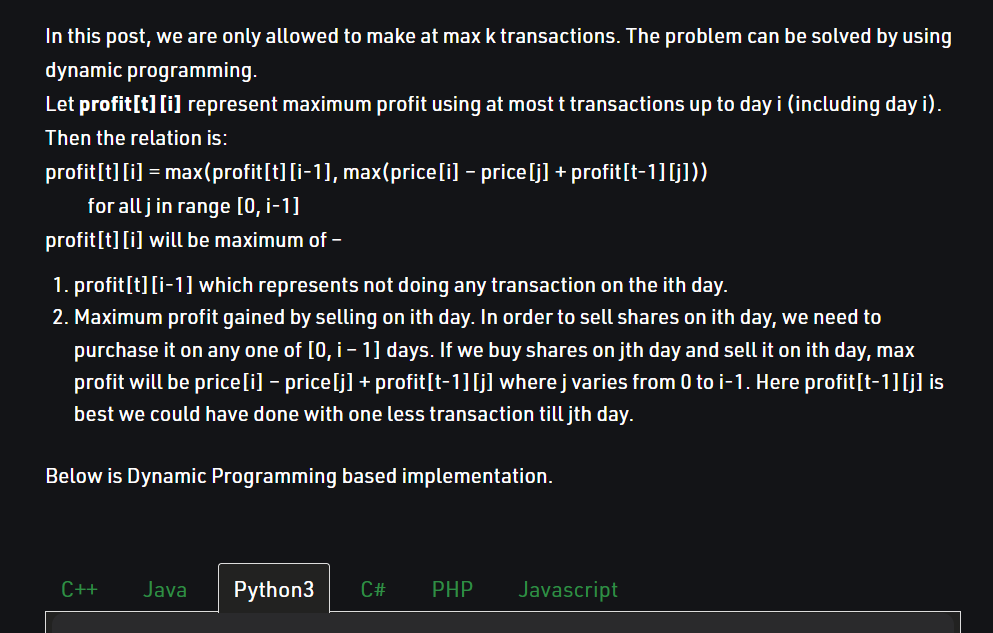 In this post, we are only allowed to make at max k transactions. The problem can be solved by using
dynamic programming.
Let profit[t][i] represent maximum profit using at most t transactions up to day i (including day i).
Then the relation is:
profit[t][i] = max(profit[t][i-1], max(price[i] – price[j] + profit[t-1][j]))
for all j in range [0, i-1]
profit[t][i] will be maximum of –
1. profit[t][i-1] which represents not doing any transaction on the ith day.
2. Maximum profit gained by selling on ith day. In order to sell shares on ith day, we need to
purchase it on any one of [0, i – 1] days. If we buy shares on jth day and sell it on ith day, max
profit will be price[i] – price[j] + profit[t-1][j] where j varies from 0 to i-1. Here profit[t-1][j] is
best we could have done with one less transaction till jth day.
Below is Dynamic Programming based implementation.
C++ Java Python3 C# PHP Javascript